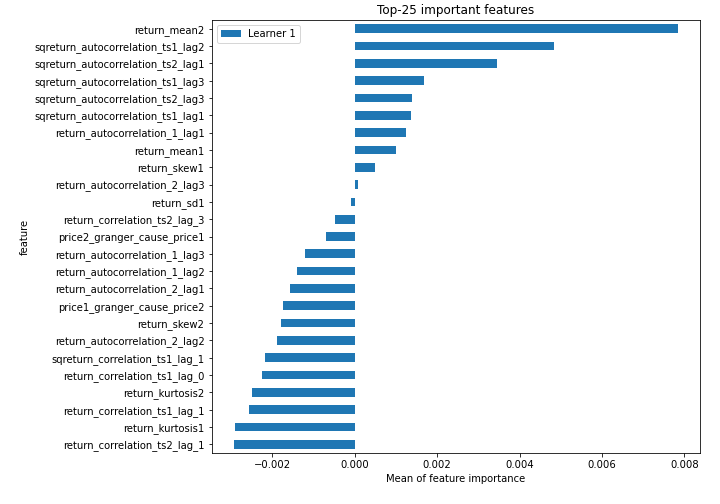 Top-25 important features
Learner 1
feature
return_mean2
sqreturn_autocorrelation_ts1_lag2
sqreturn_autocorrelation_ts2_lag1
sqreturn_autocorrelation_ts1_lag3
sqreturn_autocorrelation_ts2_lag3
sqreturn_autocorrelation_ts1_lag1
return_autocorrelation_1_lag1
return_mean1
return_skew1
return_autocorrelation_2_lag3
return_sd1
return_correlation_ts2_lag_3
price2_granger_cause_price1
return_autocorrelation_1_lag3
return_autocorrelation_1_lag2
return_autocorrelation_2_lag1
price1_granger_cause_price2
return_skew2
return_autocorrelation_2_lag2
sqreturn_correlation_ts1_lag_1
return_correlation_ts1_lag_0
return_kurtosis2
return_correlation_ts1_lag_1
return_kurtosis1
return_correlation_ts2_lag_1
−0.002 0.000 0.002 0.004 0.006 0.008
Mean of feature importance